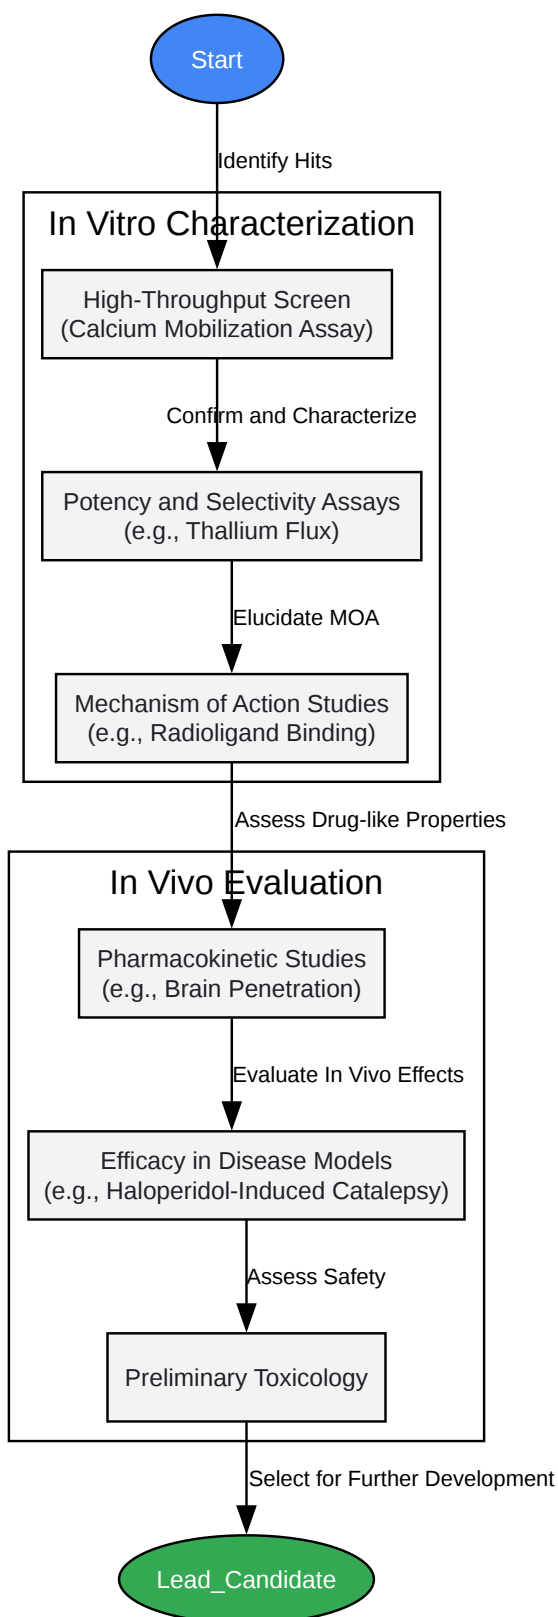 Start
Identify Hits
In Vitro Characterization
High-Throughput Screen
(Calcium Mobilization Assay)
Confirm and Characterize
Potency and Selectivity Assays
(e.g., Thallium Flux)
Elucidate MOA
Mechanism of Action Studies
(e.g., Radioligand Binding)
Assess Drug-like Properties
In Vivo Evaluation
Pharmacokinetic Studies
(e.g., Brain Penetration)
Evaluate In Vivo Effects
Efficacy in Disease Models
(e.g., Haloperidol-Induced Catalepsy)
Assess Safety
Preliminary Toxicology
Select for Further Development
Lead_Candidate